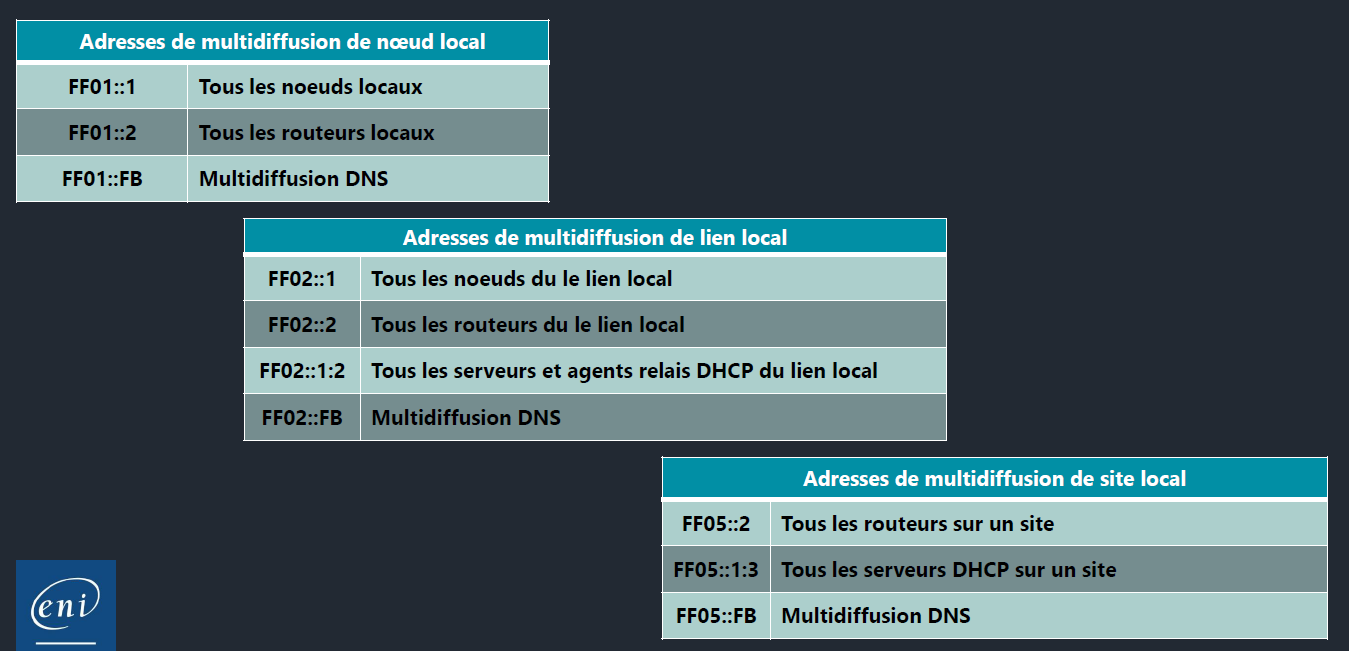 Adresses de multidiffusion de nœud local
FF01::1 Tous les noeuds locaux
FF01::2 Tous les routeurs locaux
FF01::FB Multidiffusion DNS
Adresses de multidiffusion de lien local
FF02::1 Tous les noeuds du le lien local
FF02::2 Tous les routeurs du le lien local
FF02::1:2 Tous les serveurs et agents relais DHCP du lien local
FF02::FB Multidiffusion DNS
Adresses de multidiffusion de site local
FF05::2 Tous les routeurs sur un site
FF05::1:3 Tous les serveurs DHCP sur un site
FF05::FB Multidiffusion DNS
eni